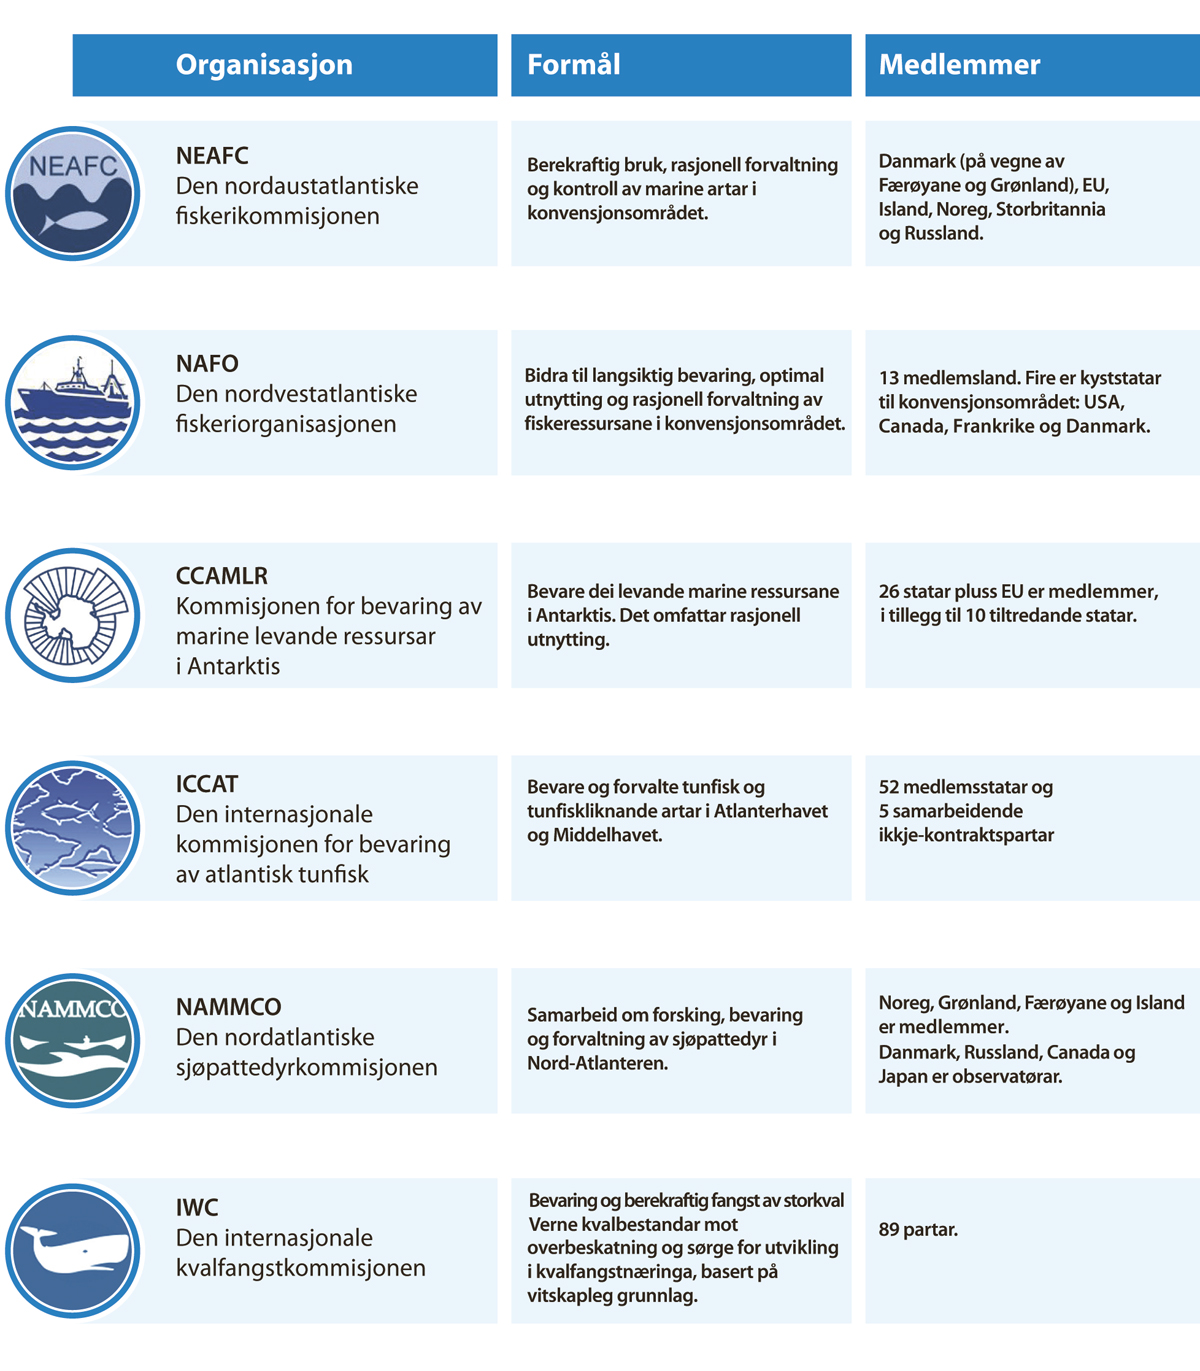 Organisasjon
Formål
Medlemmer
NEAFC
NEAFC
Den nordaustatlantiske
fiskerikommisjonen
Berekraftig bruk, rasjonell forvaltning
og kontroll av marine artar i
konvensjonsområdet.
Danmark (på vegne av
Færøyane og Grønland), EU,
Island, Noreg, Storbritannia
og Russland.
NAFO
Den nordvestatlantiske
fiskeriorganisasjonen
Bidra til langsiktig bevaring, optimal
utnytting og rasjonell forvaltning av
fiskeressursane i konvensjonsområdet.
13 medlemsland. Fire er kyststatar
til konvensjonsområdet: USA,
Canada, Frankrike og Danmark.
CCAMLR
Kommisjonen for bevaring av
marine levande ressursar
i Antarktis
Bevare dei levande marine ressursane
i Antarktis. Det omfattar rasjonell
utnytting.
26 statar pluss EU er medlemmer,
i tillegg til 10 tiltredande statar.
ICCAT
Den internasjonale
kommisjonen for bevaring
av atlantisk tunfisk
Bevare og forvalte tunfisk og
tunfiskliknande artar i Atlanterhavet
og Middelhavet.
52 medlemsstatar og
5 samarbeidende
ikkje-kontraktspartar
NAMMCO
NAMMCO
Den nordatlantiske
sjøpattedyrkommisjonen
Samarbeid om forsking, bevaring
og forvaltning av sjøpattedyr i
Nord-Atlanteren.
Noreg, Grønland, Færøyane og Island
er medlemmer.
Danmark, Russland, Canada og
Japan er observatørar.
IWC
Den internasjonale
kvalfangstkommisjonen
Bevaring og berekraftig fangst av storkval
Verne kvalbestandar mot
overbeskatning og sørge for utvikling
i kvalfangstnæringa, basert på
vitskapleg grunnlag.
89 partar.